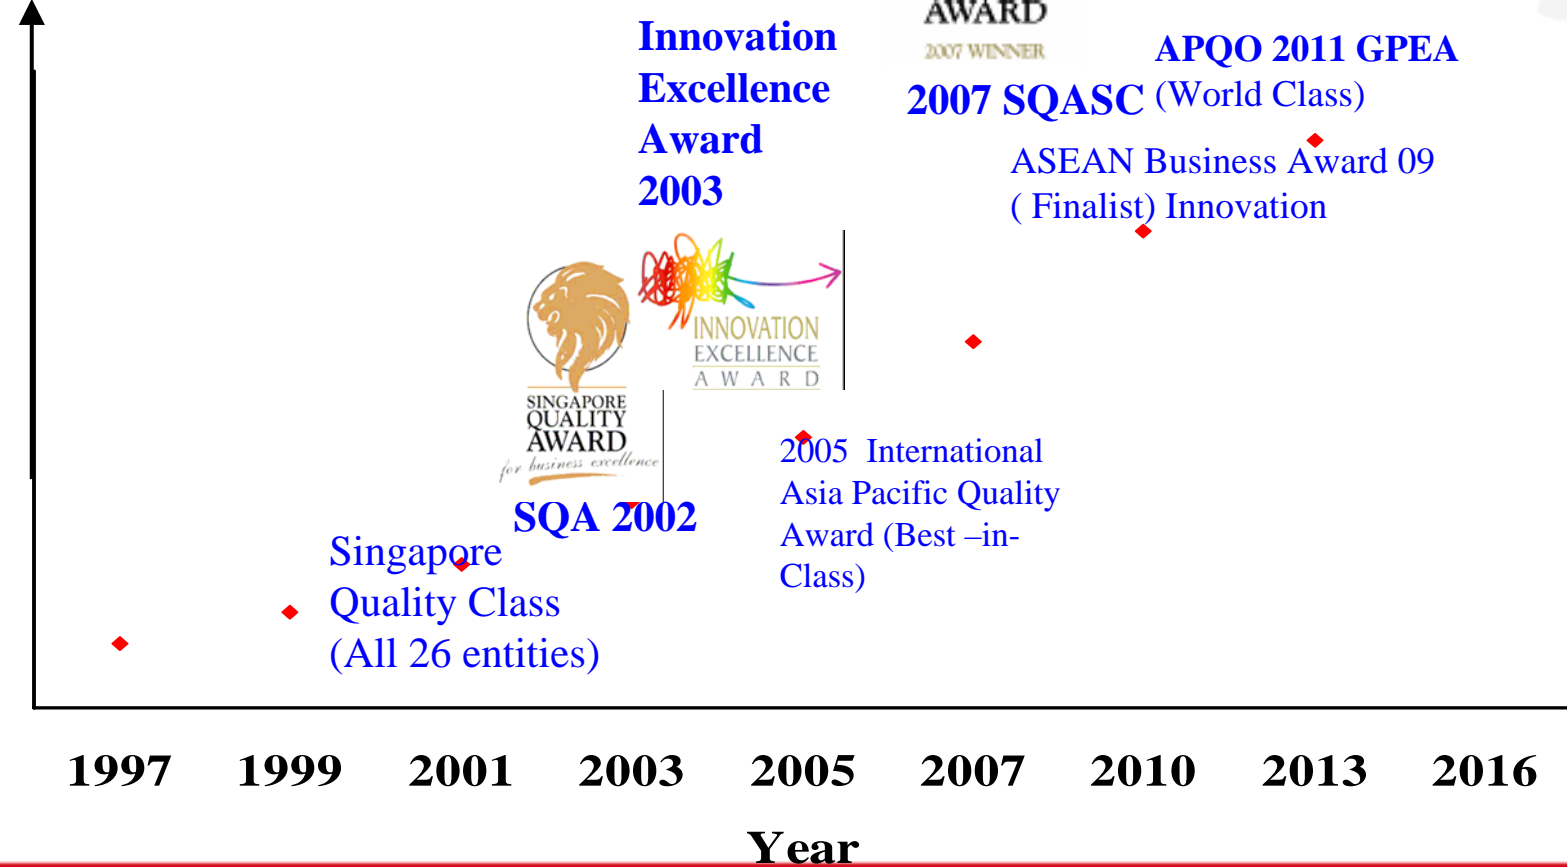 Innovation
Excellence
Award
2003
AWARD
2007 WINNER
2007 SQASC
APQO 2011 GPEA
(World Class)
ASEAN Business Award 09
( Finalist) Innovation
INNOVATION
EXCELLENCE
AWARD
SINGAPORE
QUALITY
AWARD
for business excellence
SQA 2002
2005  International
Asia Pacific Quality
Award (Best –in-
Class)
Singapore
Quality Class
(All 26 entities)
1997 1999 2001 2003 2005 2007 2010 2013 2016
Year